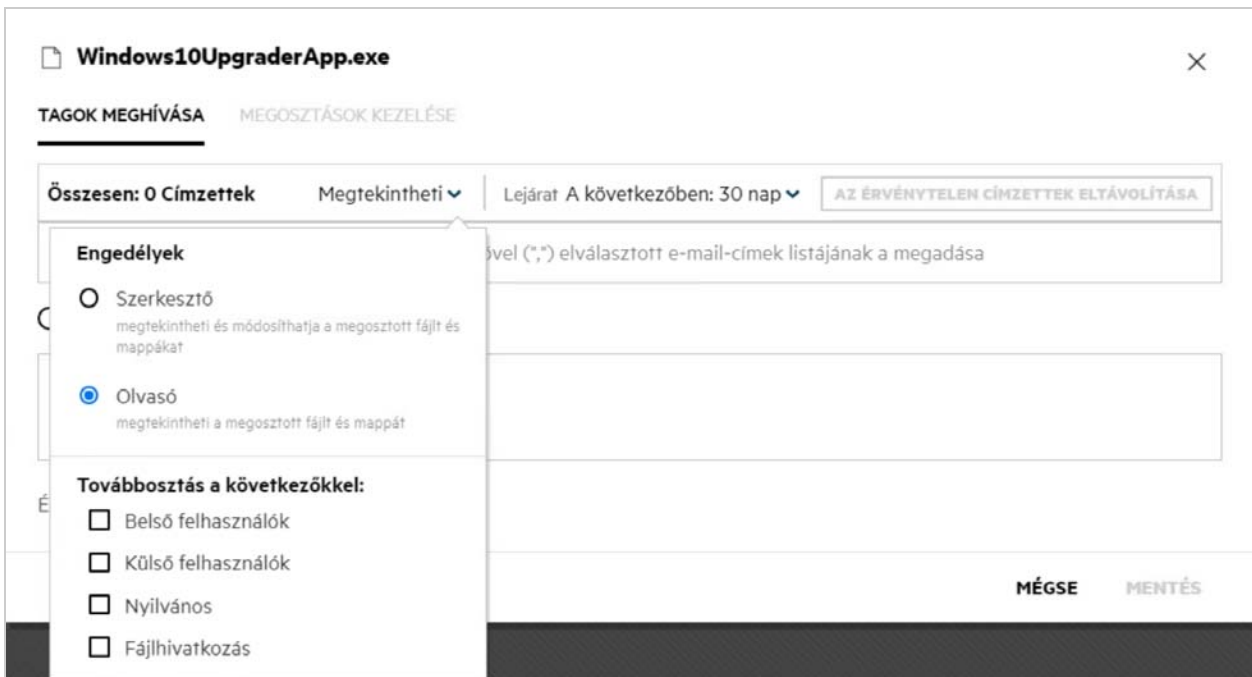 Windows10UpgraderApp.exe
TAGOK MEGHÍVÁSA MEGOSZTÁSOK KEZELÉSE
Összesen: 0 Címzettek Megtekintheti Lejárat A következőben: 30 nap AZ ÉRVÉNYTELEN CÍMZETTEK ELTÁVOLÍTÁSA
(",") elválasztott e-mail-címek listájának a megadása
Engedélyek
Szerkesztő
megtekintheti és módosíthatja a megosztott fájlt és
mappákat
Olvasó
megtekintheti a megosztott fájlt és mappát
Továbbosztás a következőkkel:
Belső felhasználók
Külső felhasználók
Nyilvános
Fájlhivatkozás
MÉGSE MENTÉS